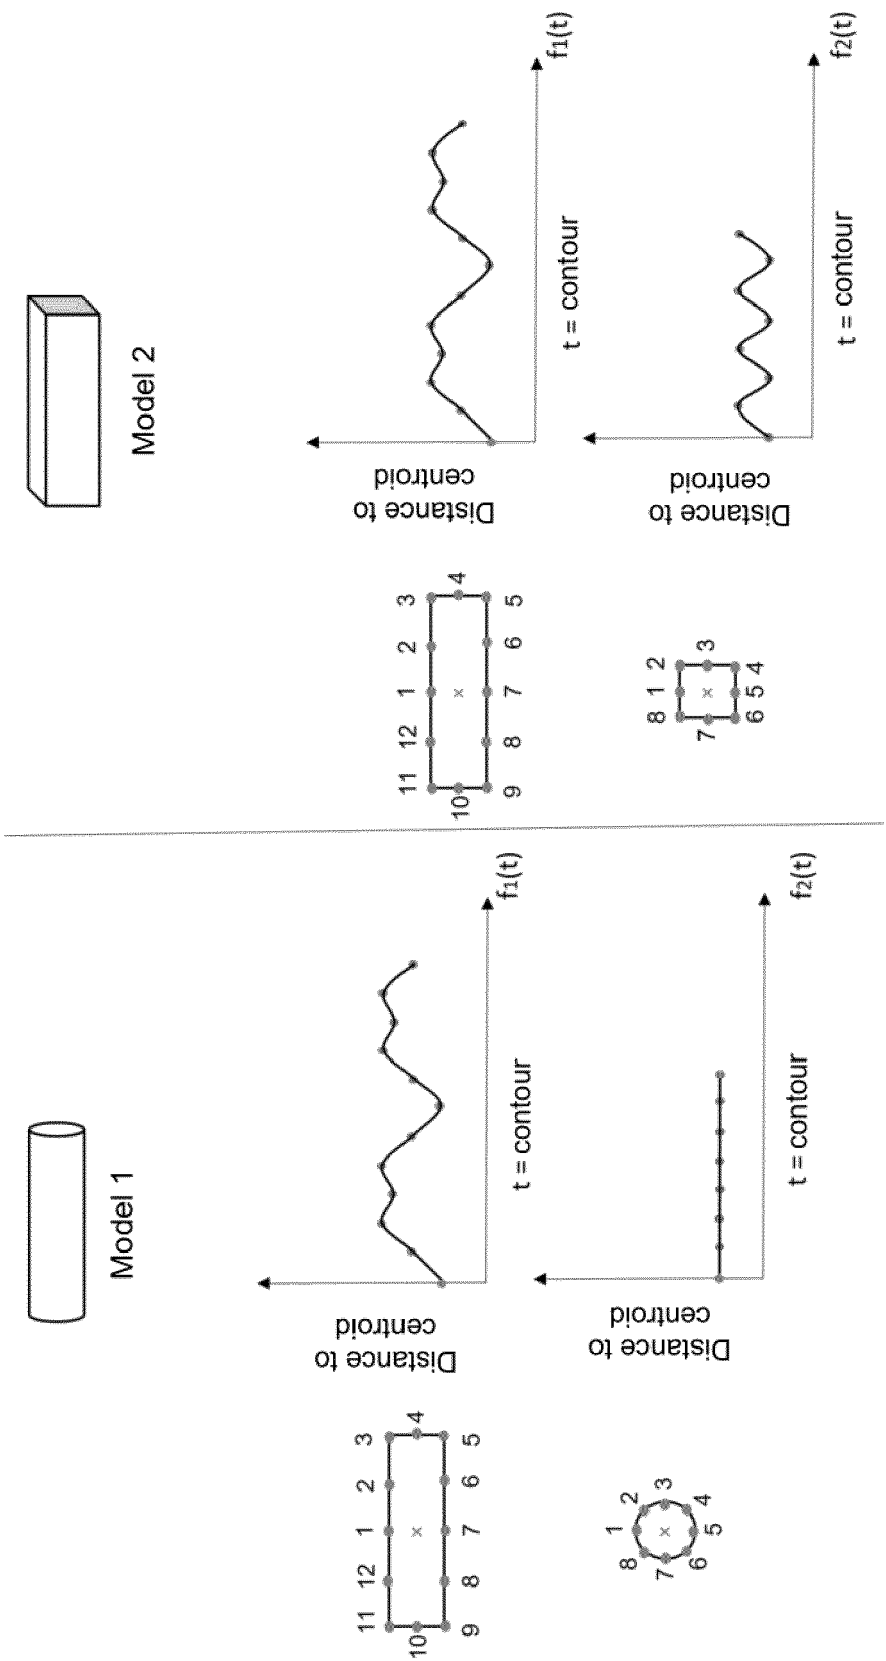 Model 1
11 12 1 2 3
10 4
9 8 7 6 5
Distance to
centroid
t = contour
f1(t)
8 1 2
7 3
6 5 4
Distance to
centroid
t = contour
f2(t)
Model 2
11 12 1 2 3
10 4
9 8 7 6 5
Distance to
centroid
t = contour
f1(t)
8 1 2
7 3
6 5 4
Distance to
centroid
t = contour
f2(t)